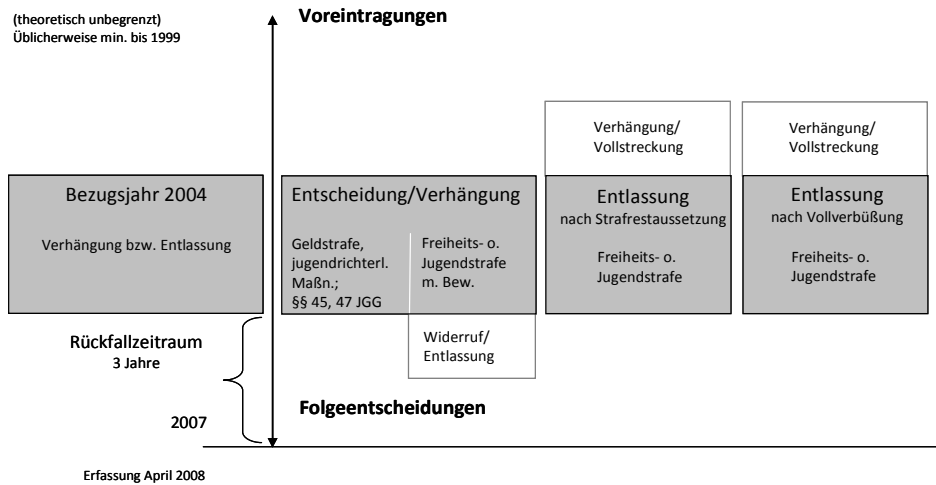 (theoretisch unbegrenzt)
Üblicherweise min. bis 1999
Voreintragungen
Verhängung/
Vollstreckung
Verhängung/
Vollstreckung
Bezugsjahr 2004
Verhängung bzw. Entlassung
Entscheidung/Verhängung
Geldstrafe,
jugendrichterl.
Maßn.;
§§ 45, 47 JGG
Freiheits- o.
Jugendstrafe
m. Bew.
Entlassung
nach Strafrestaussetzung
Freiheits- o.
Jugendstrafe
Entlassung
nach Vollverbüßung
Freiheits- o.
Jugendstrafe
Widerruf/
Entlassung
Rückfallzeitraum
3 Jahre
Folgeentscheidungen
2007
Erfassung April 2008